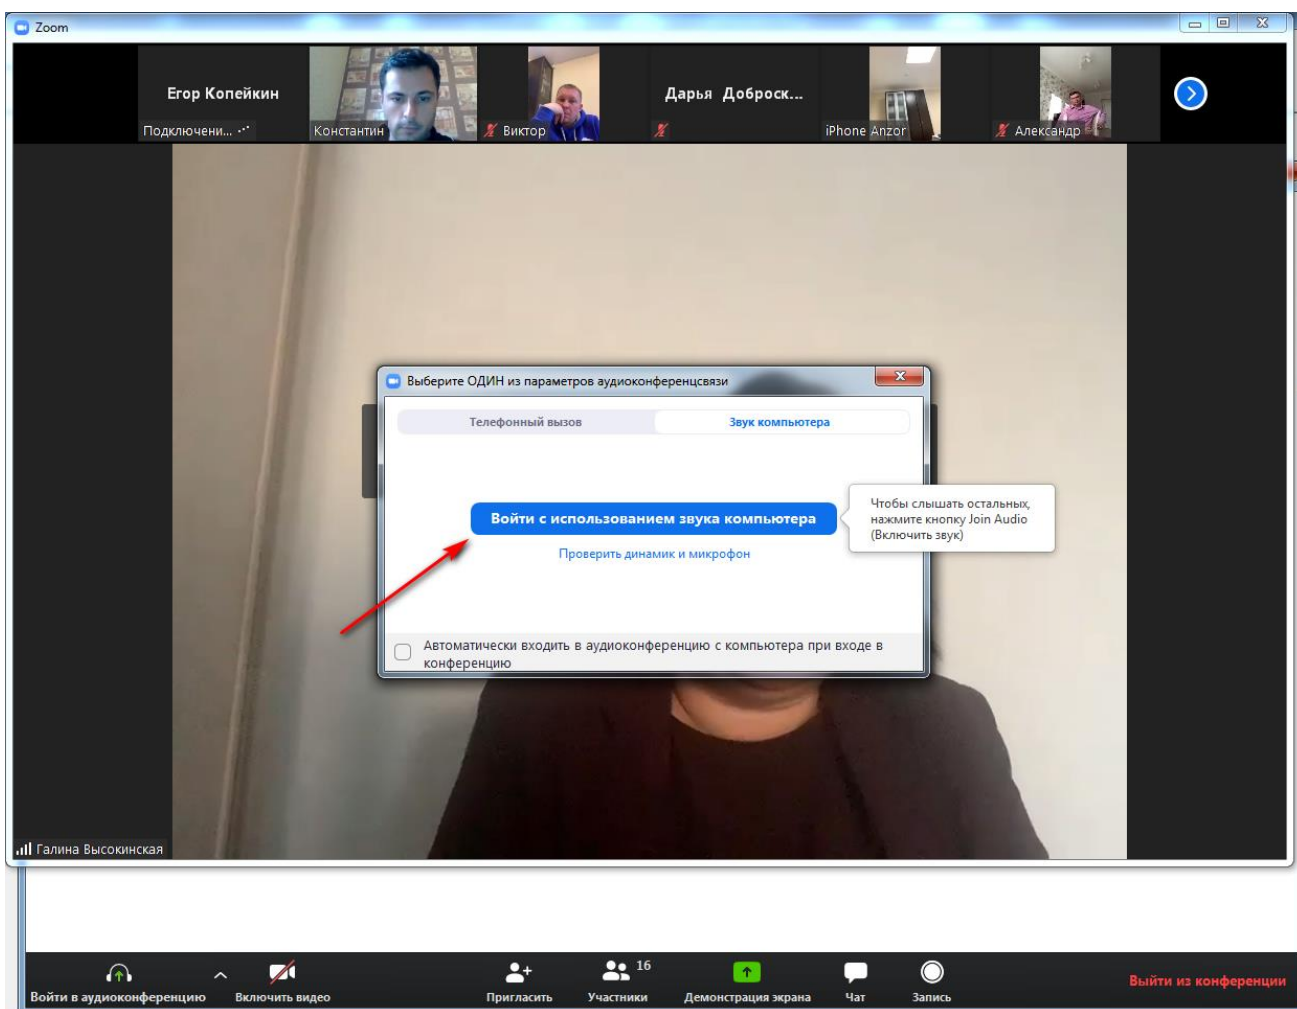 Zoom
Егор Копейкин
Подключени...
Константин
Виктор
Дарья Доброск...
iPhone Anzor
Александр
Выберите ОДИН из параметров аудиоконференцсвязи
Телефонный вызов
Звук компьютера
Войти с использованием звука компьютера
Чтобы слышать остальных,
нажмите кнопку Join Audio
(Включить звук)
Проверить динамик и микрофон
Автоматически входить в аудиоконференцию с компьютера при входе в
конференцию
Галина Высокинская
Войти в аудиоконференцию
Включить видео
Пригласить
16
Участники
Демонстрация экрана
Чат
Запись
Выйти из конференции